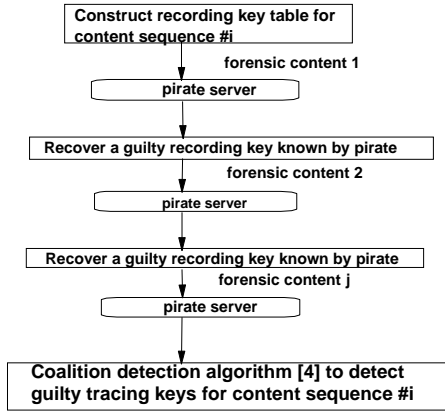 Construct recording key table for
content sequence #i
forensic content 1
pirate server
Recover a guilty recording key known by pirate
forensic content 2
pirate server
Recover a guilty recording key known by pirate
forensic content j
pirate server
Coalition detection algorithm [4] to detect
guilty tracing keys for content sequence #i